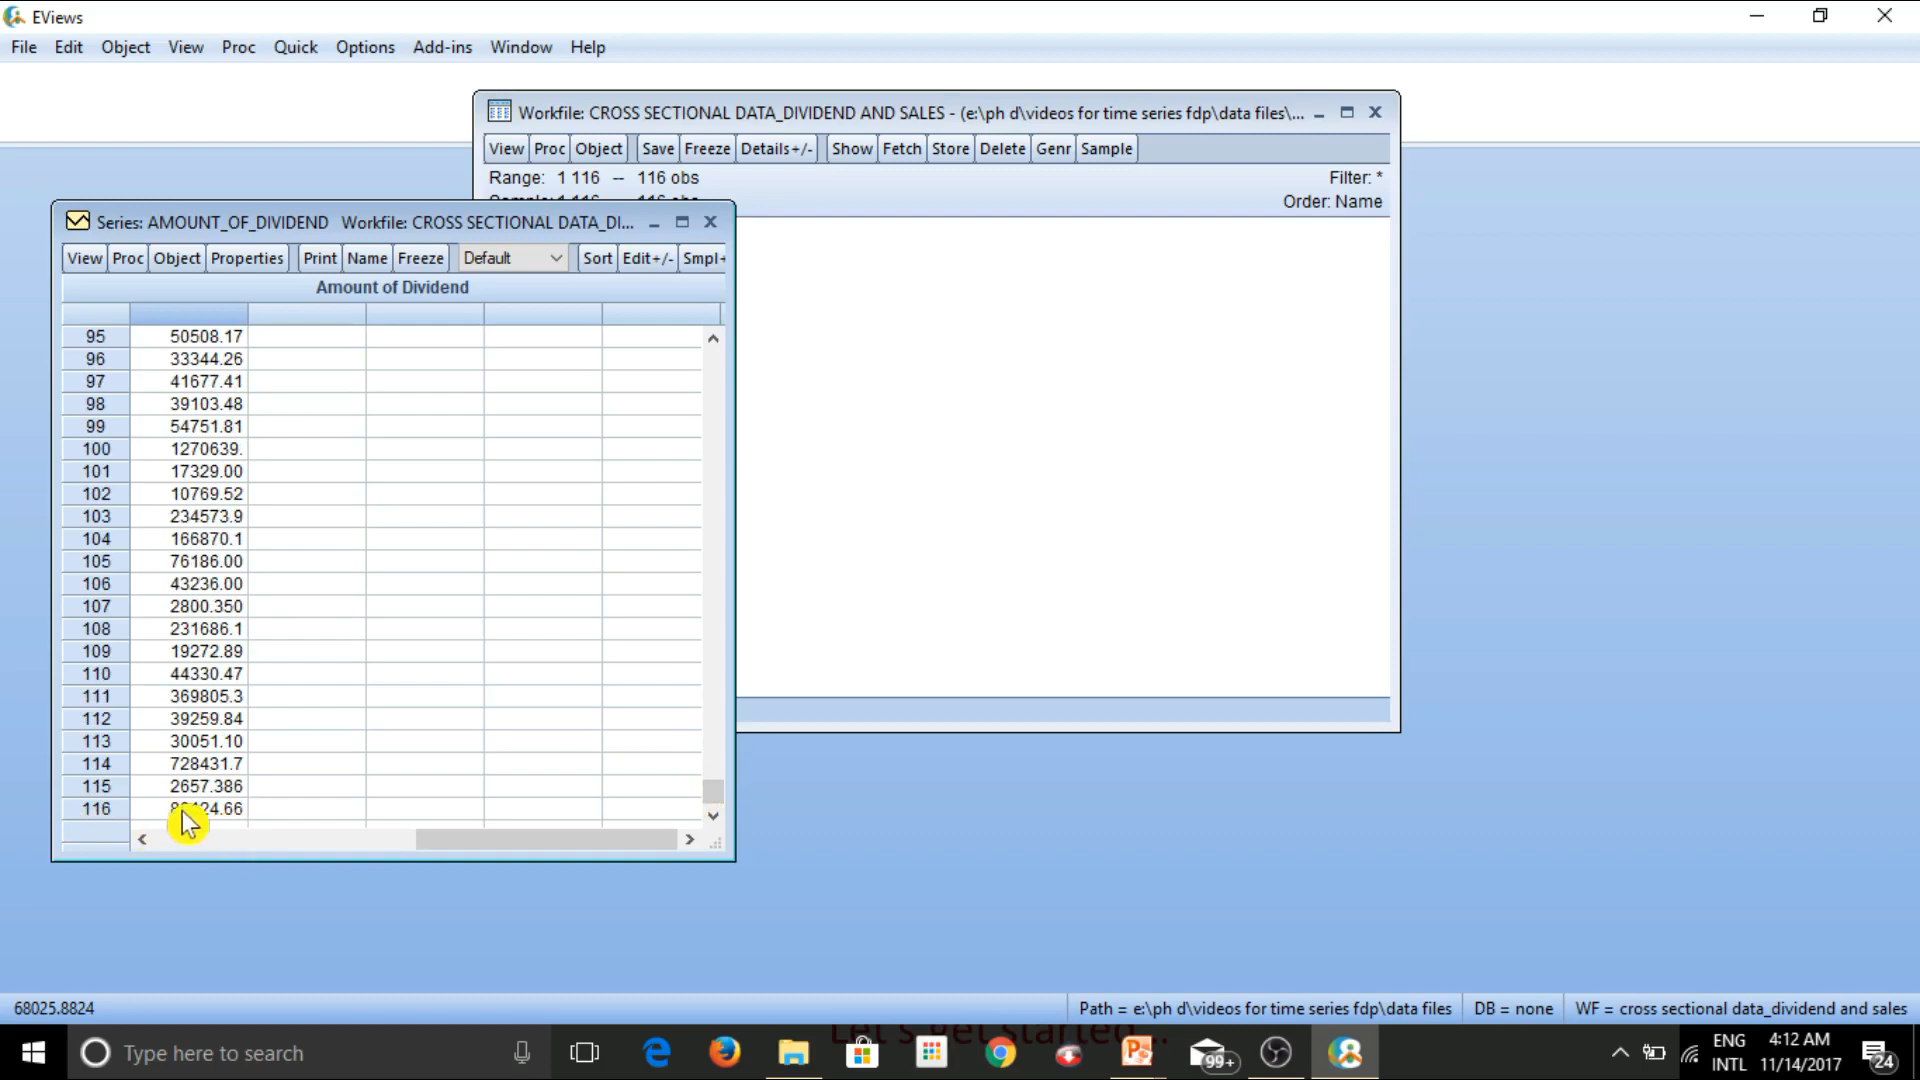 EViews
File Edit Object View Proc Quick Options Add-ins Window Help
Workfile: CROSS SECTIONAL DATA_DIVIDEND AND SALES - (e:\ph d\videos for time series fdp\data files\...
View Proc Object Save Freeze Details+/- Show Fetch Store Delete Genr Sample
Range: 1 116 -- 116 obs
Filter: *
Order: Name
Series: AMOUNT_OF_DIVIDEND Workfile: CROSS SECTIONAL DATA_DI...
View Proc Object Properties Print Name Freeze Default Sort Edit+/- Smpl+
Amount of Dividend
95 50508.17
96 33344.26
97 41677.41
98 39103.48
99 54751.81
100 1270639.
101 17329.00
102 10769.52
103 234573.9
104 166870.1
105 76186.00
106 43236.00
107 2800.350
108 231686.1
109 19272.89
110 44330.47
111 369805.3
112 39259.84
113 30051.10
114 728431.7
115 2657.386
116
68025.8824
Path = e:\ph d\videos for time series fdp\data files DB = none WF = cross sectional data_dividend and sales
Let's get started...
Type here to search
99+
ENG 4:12 AM
INTL 11/14/2017
24